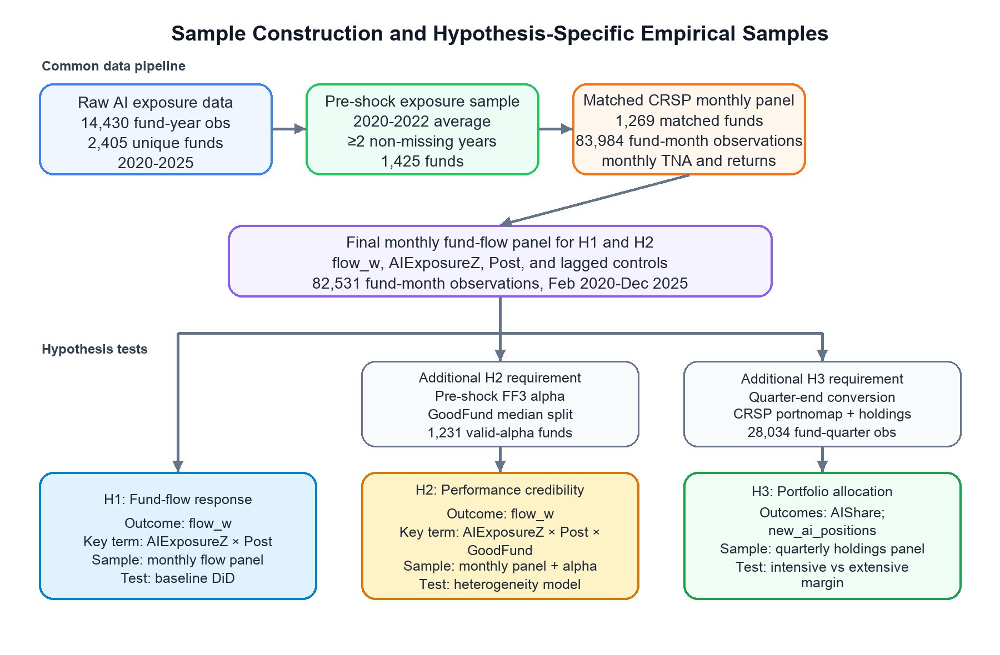 Sample Construction and Hypothesis-Specific Empirical Samples
Common data pipeline
Raw AI exposure data
14,430 fund-year obs
2,405 unique funds
2020-2025
Pre-shock exposure sample
2020-2022 average
≥2 non-missing years
1,425 funds
Matched CRSP monthly panel
1,269 matched funds
83,984 fund-month observations
monthly TNA and returns
Final monthly fund-flow panel for H1 and H2
flow_w, AIExposureZ, Post, and lagged controls
82,531 fund-month observations, Feb 2020-Dec 2025
Hypothesis tests
Additional H2 requirement
Pre-shock FF3 alpha
GoodFund median split
1,231 valid-alpha funds
Additional H3 requirement
Quarter-end conversion
CRSP portnomap + holdings
28,034 fund-quarter obs
H1: Fund-flow response
Outcome: flow_w
Key term: AIExposureZ × Post
Sample: monthly flow panel
Test: baseline DiD
H2: Performance credibility
Outcome: flow_w
Key term: AIExposureZ × Post ×
GoodFund
Sample: monthly panel + alpha
Test: heterogeneity model
H3: Portfolio allocation
Outcomes: AIShare;
new_ai_positions
Sample: quarterly holdings panel
Test: intensive vs extensive
margin